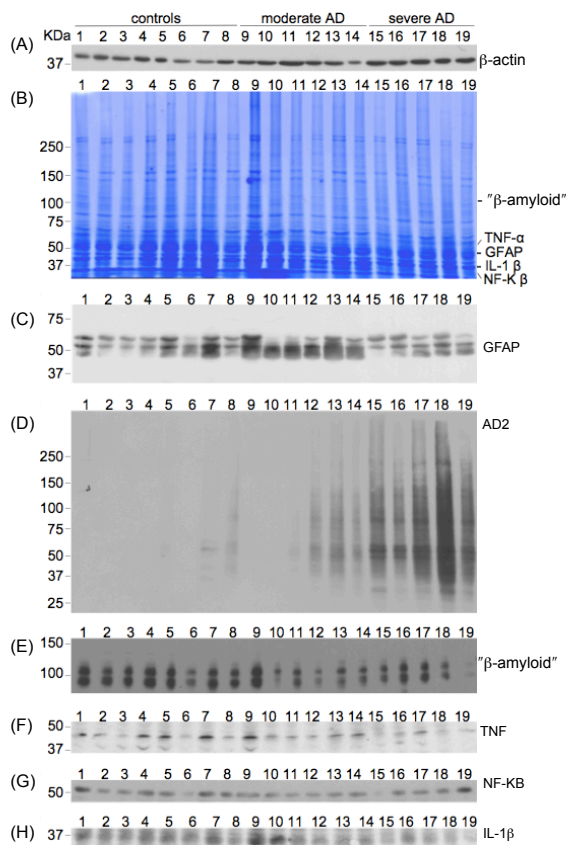 controls moderate AD severe AD
(A) KDa 1 2 3 4 5 6 7 8 9 10 11 12 13 14 15 16 17 18 19
37 β-actin
(B) 1 2 3 4 5 6 7 8 9 10 11 12 13 14 15 16 17 18 19
250
150
100 "β-amyloid"
TNF-α
50 GFAP
37 IL-1 β
NF-K β
(C) 1 2 3 4 5 6 7 8 9 10 11 12 13 14 15 16 17 18 19
75
50 GFAP
37
(D) 1 2 3 4 5 6 7 8 9 10 11 12 13 14 15 16 17 18 19
AD2
250
150
100
75
50
37
25
(E) 1 2 3 4 5 6 7 8 9 10 11 12 13 14 15 16 17 18 19
150 "β-amyloid"
100
(F) 1 2 3 4 5 6 7 8 9 10 11 12 13 14 15 16 17 18 19
50 TNF
37
(G) 1 2 3 4 5 6 7 8 9 10 11 12 13 14 15 16 17 18 19
50 NF-KB
(H) 1 2 3 4 5 6 7 8 9 10 11 12 13 14 15 16 17 18 19
37 IL-1β